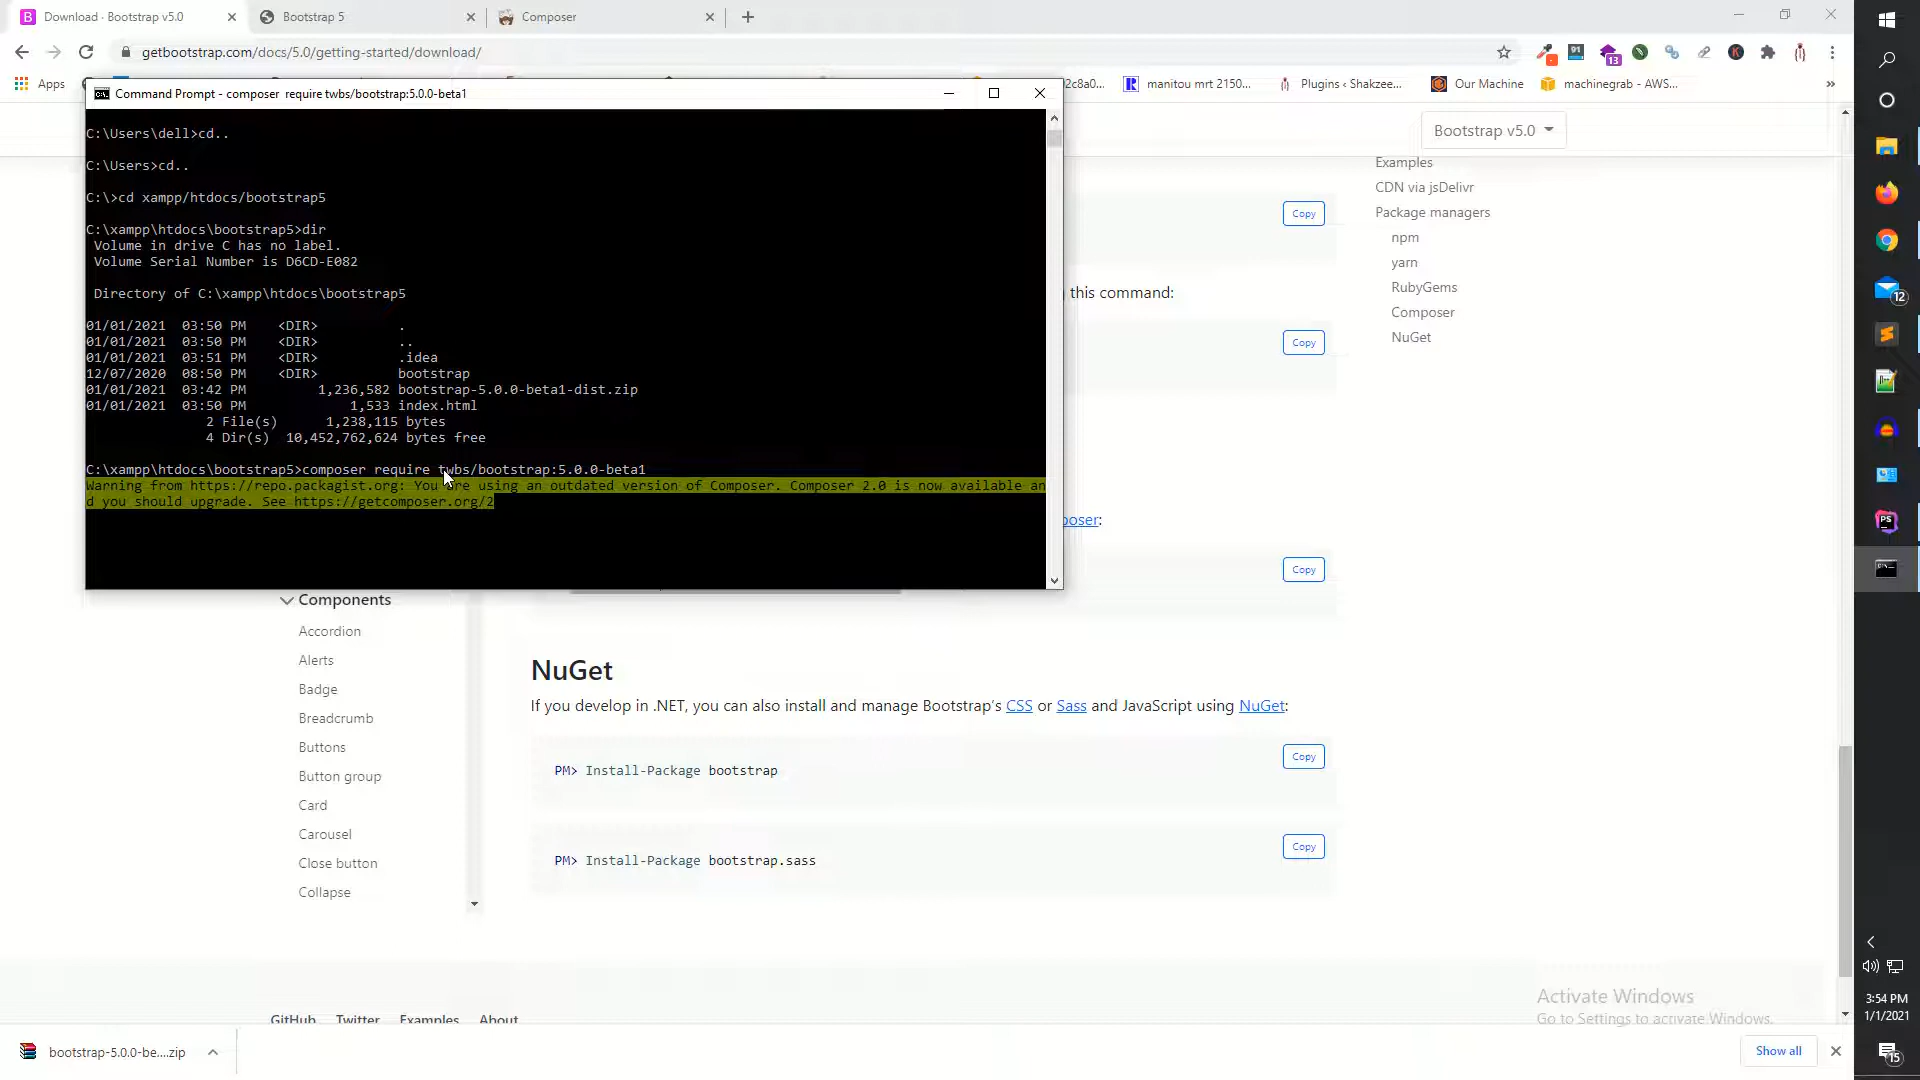 Download · Bootstrap v5.0
Bootstrap 5
Composer
getbootstrap.com/docs/5.0/getting-started/download/
91
13
Apps
2c8a0...
manitou mrt 2150...
Plugins ‹ Shakzee...
Our Machine
machinegrab - AWS...
Command Prompt - composer  require twbs/bootstrap:5.0.0-beta1
C:\Users\dell>cd..
C:\Users>cd..
C:\>cd xampp/htdocs/bootstrap5
C:\xampp\htdocs\bootstrap5>dir
Volume in drive C has no label.
Volume Serial Number is D6CD-E082
Directory of C:\xampp\htdocs\bootstrap5
01/01/2021  03:50 PM    <DIR>          .
01/01/2021  03:50 PM    <DIR>          ..
01/01/2021  03:51 PM    <DIR>          .idea
12/07/2020  08:50 PM    <DIR>          bootstrap
01/01/2021  03:42 PM         1,236,582 bootstrap-5.0.0-beta1-dist.zip
01/01/2021  03:50 PM             1,533 index.html
2 File(s)      1,238,115 bytes
4 Dir(s)  10,452,762,624 bytes free
C:\xampp\htdocs\bootstrap5>composer require twbs/bootstrap:5.0.0-beta1
Warning from https://repo.packagist.org: You are using an outdated version of Composer. Composer 2.0 is now available an
d you should upgrade. See https://getcomposer.org/2
Bootstrap v5.0
Examples
CDN via jsDelivr
Package managers
npm
yarn
RubyGems
Composer
NuGet
Copy
this command:
Copy
poser:
Copy
Components
Accordion
Alerts
Badge
Breadcrumb
Buttons
Button group
Card
Carousel
Close button
Collapse
NuGet
If you develop in .NET, you can also install and manage Bootstrap's CSS or Sass and JavaScript using NuGet:
Copy
PM> Install-Package bootstrap
Copy
PM> Install-Package bootstrap.sass
GitHub Twitter Examples About
Activate Windows
Go to Settings to activate Windows.
bootstrap-5.0.0-be....zip
Show all
12
PS
3:54 PM
1/1/2021
15